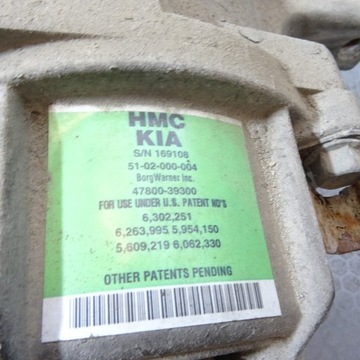 HMC
KIA
S/N 169108
51-02-000-004
BorgWarner Inc.
47800-39300
FOR USE UNDER U.S. PATENT NO'S
6,302,251
6,263,995 5,954,150
5,609,219 6,062,330
OTHER PATENTS PENDING